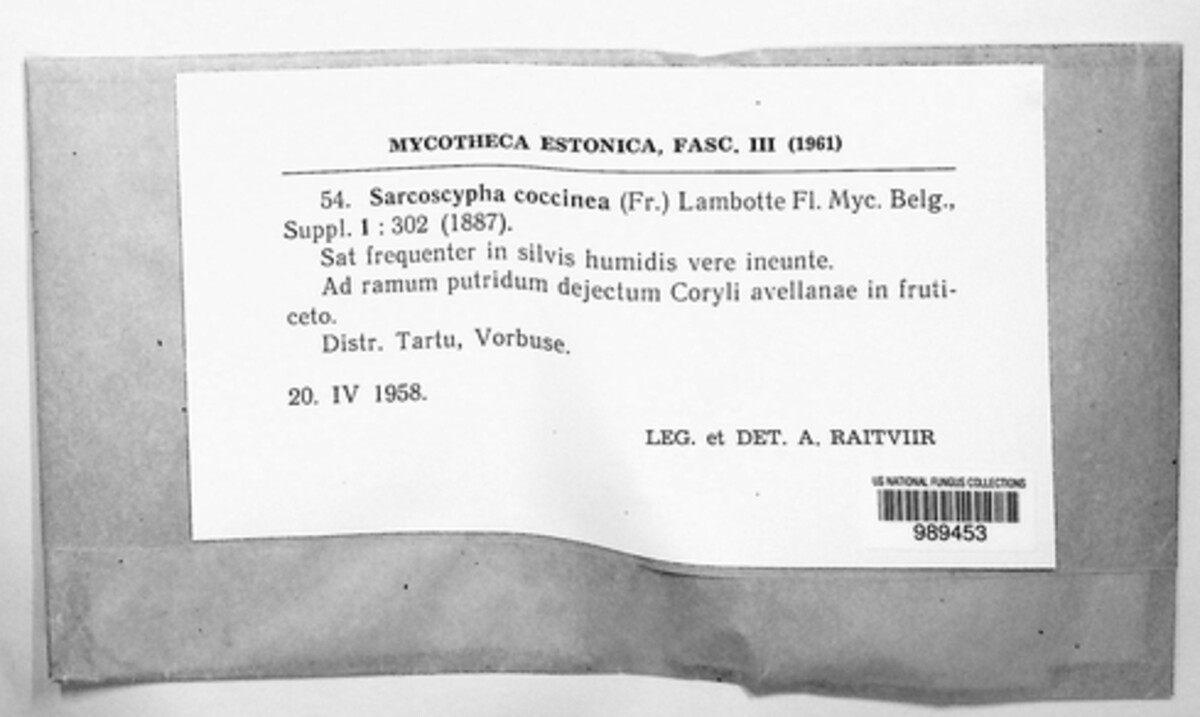 MYCOTHECA ESTONICA, FASC. III (1961)
54. Sarcoscypha coccinea (Fr.) Lambotte Fl. Myc. Belg.,
Suppl. 1 : 302 (1887).
Sat frequenter in silvis humidis vere ineunte.
Ad ramum putridum dejectum Coryli avellanae in fruti-
ceto.
Distr. Tartu, Vorbuse.
20. IV 1958.
LEG. et DET. A. RAITVIIR
US NATIONAL FUNGUS COLLECTIONS
989453